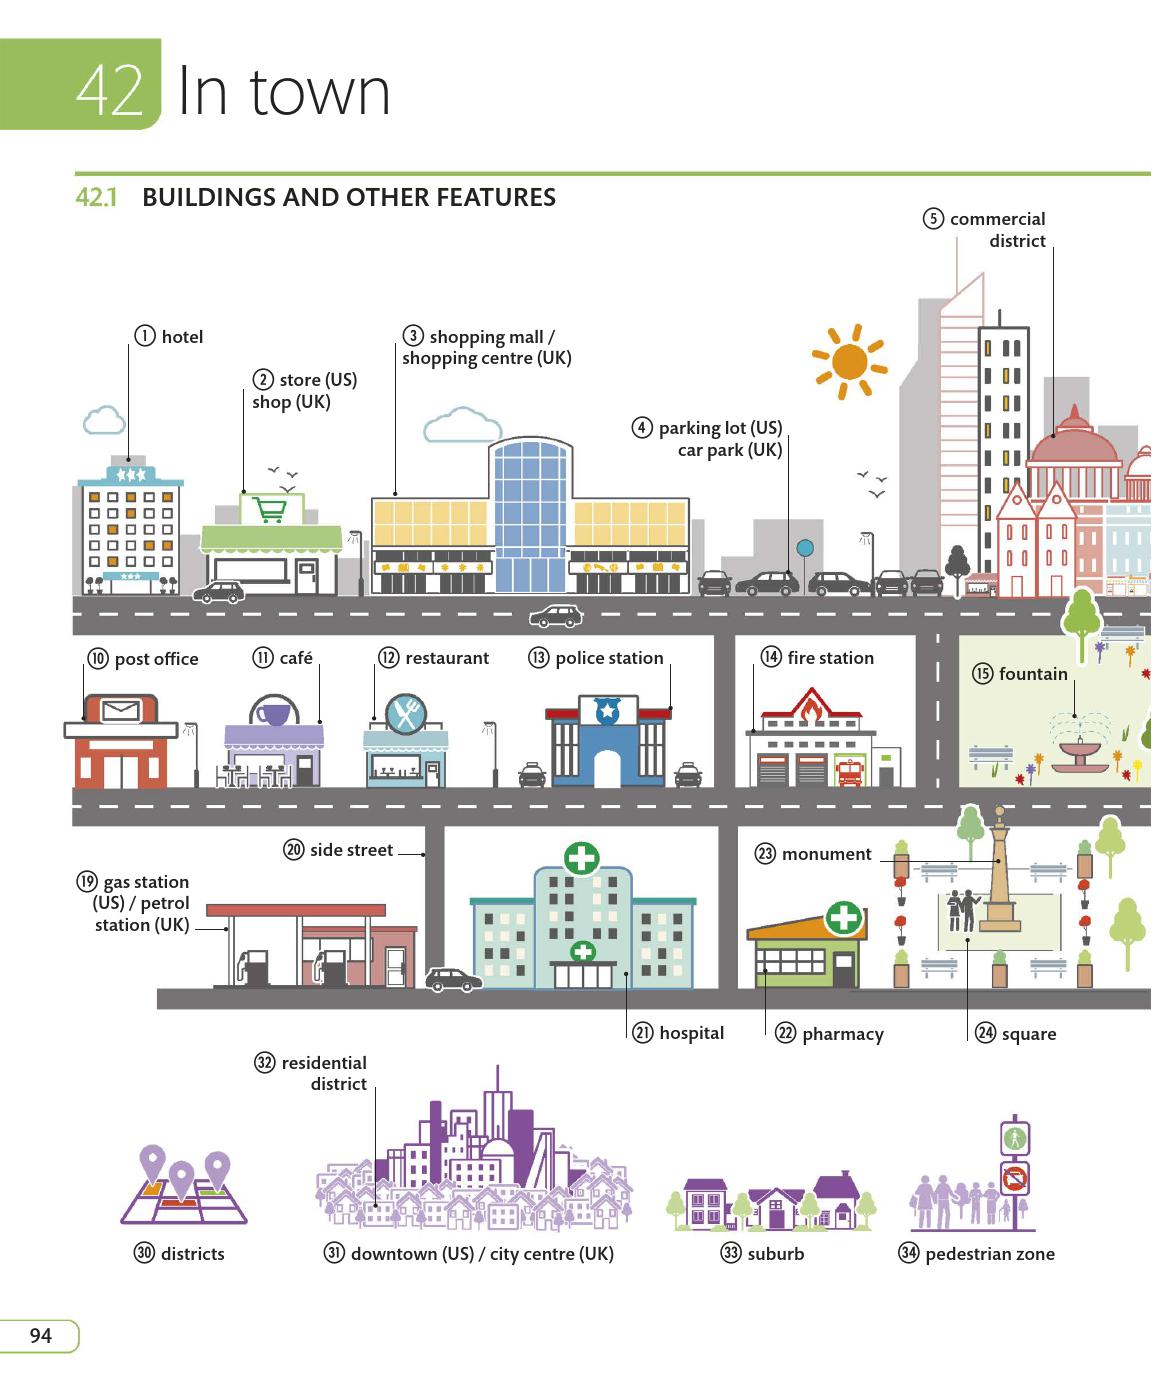 42 In town
42.1 BUILDINGS AND OTHER FEATURES
5 commercial
district
1 hotel
3 shopping mall /
shopping centre (UK)
2 store (US)
shop (UK)
4 parking lot (US)
car park (UK)
10 post office
11 café
12 restaurant
13 police station
14 fire station
15 fountain
20 side street
23 monument
19 gas station
(US) / petrol
station (UK)
21 hospital
22 pharmacy
24 square
32 residential
district
30 districts
31 downtown (US) / city centre (UK)
33 suburb
34 pedestrian zone
94